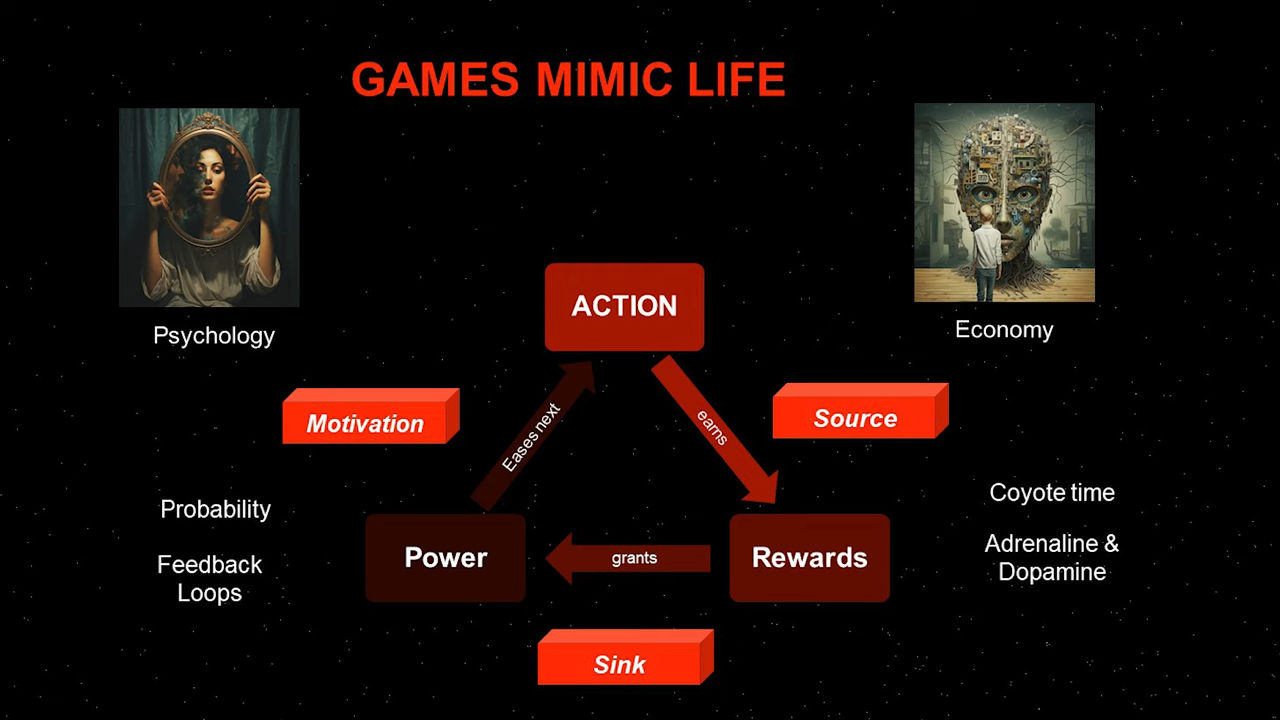 GAMES MIMIC LIFE
Psychology
Economy
ACTION
Motivation
Source
Eases next
earns
Probability
Coyote time
Feedback
Loops
Adrenaline &
Dopamine
Power
grants
Rewards
Sink